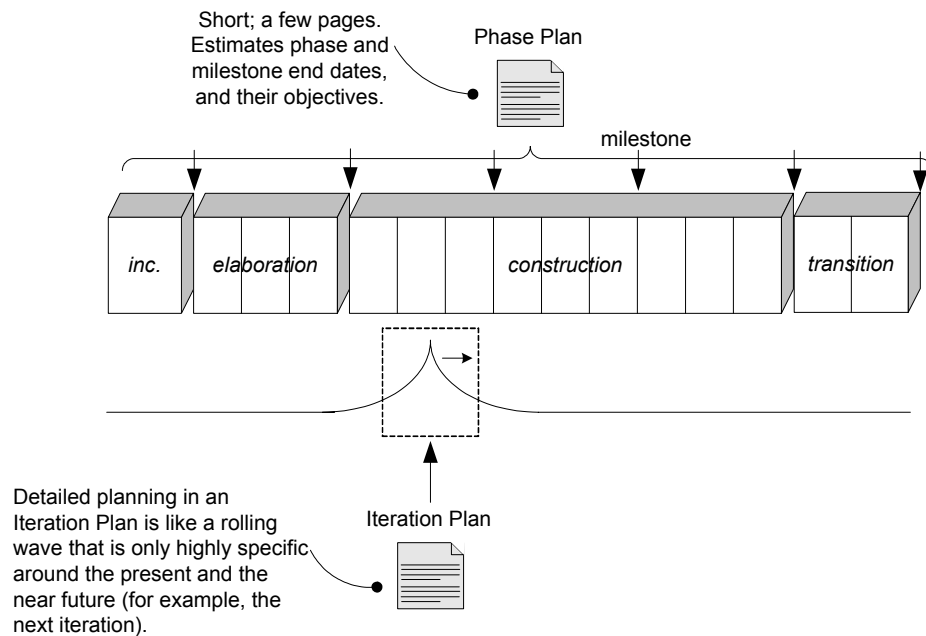 Short; a few pages.
Estimates phase and
milestone end dates,
and their objectives.
Phase Plan
milestone
inc.
elaboration
construction
transition
Detailed planning in an
Iteration Plan is like a rolling
wave that is only highly specific
around the present and the
near future (for example, the
next iteration).
Iteration Plan